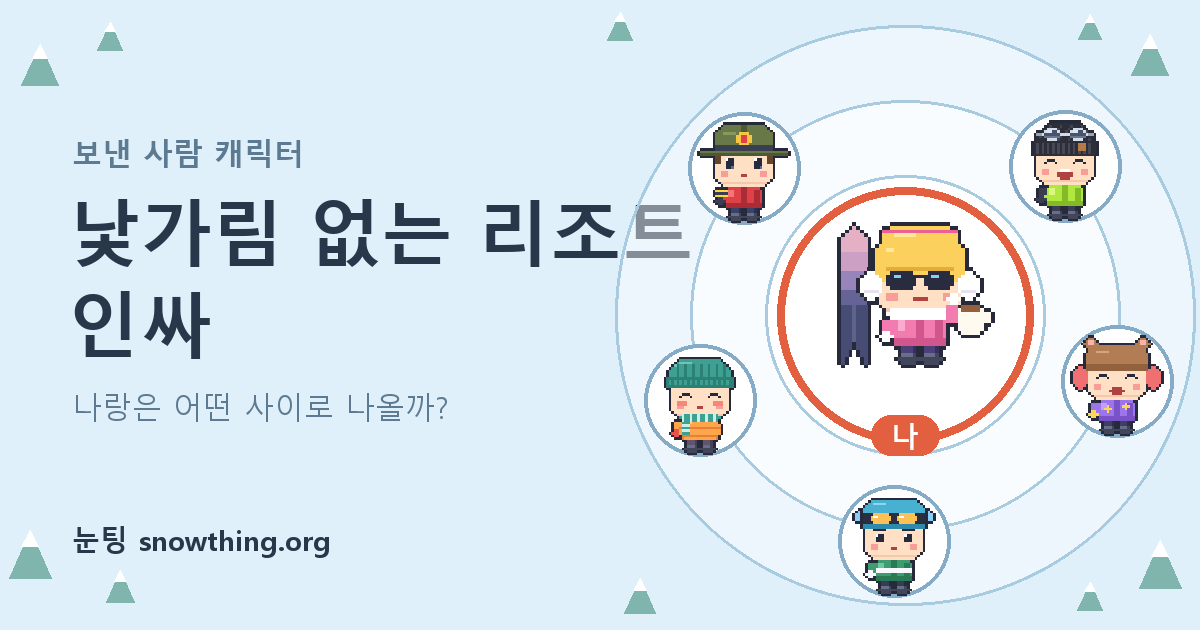 보낸 사람 캐릭터
낯가림 없는 리조트
인싸
나랑은 어떤 사이로 나올까?
나
눈팅 snowthing.org